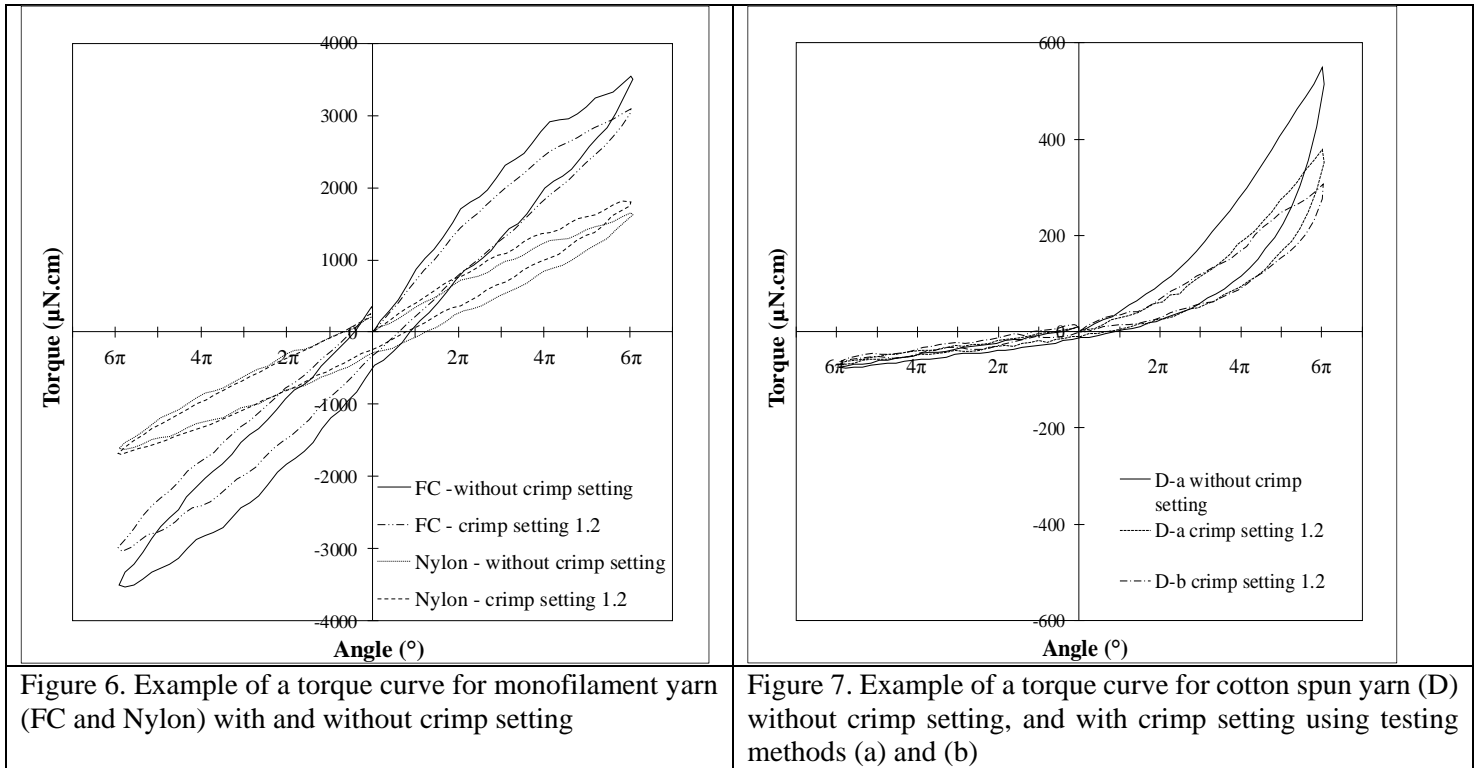 4000
3000
2000
1000
0
-1000
-2000
-3000
-4000
6π 4π 2π 2π 4π 6π
Torque (µN.cm)
Angle (°)
FC -without crimp setting
FC - crimp setting 1.2
Nylon - without crimp setting
Nylon - crimp setting 1.2
Figure 6. Example of a torque curve for monofilament yarn
(FC and Nylon) with and without crimp setting
600
400
200
0
-200
-400
-600
6π 4π 2π 2π 4π 6π
Torque (µN.cm)
Angle (°)
D-a without crimp
setting
D-a crimp setting 1.2
D-b crimp setting 1.2
Figure 7. Example of a torque curve for cotton spun yarn (D)
without crimp setting, and with crimp setting using testing
methods (a) and (b)